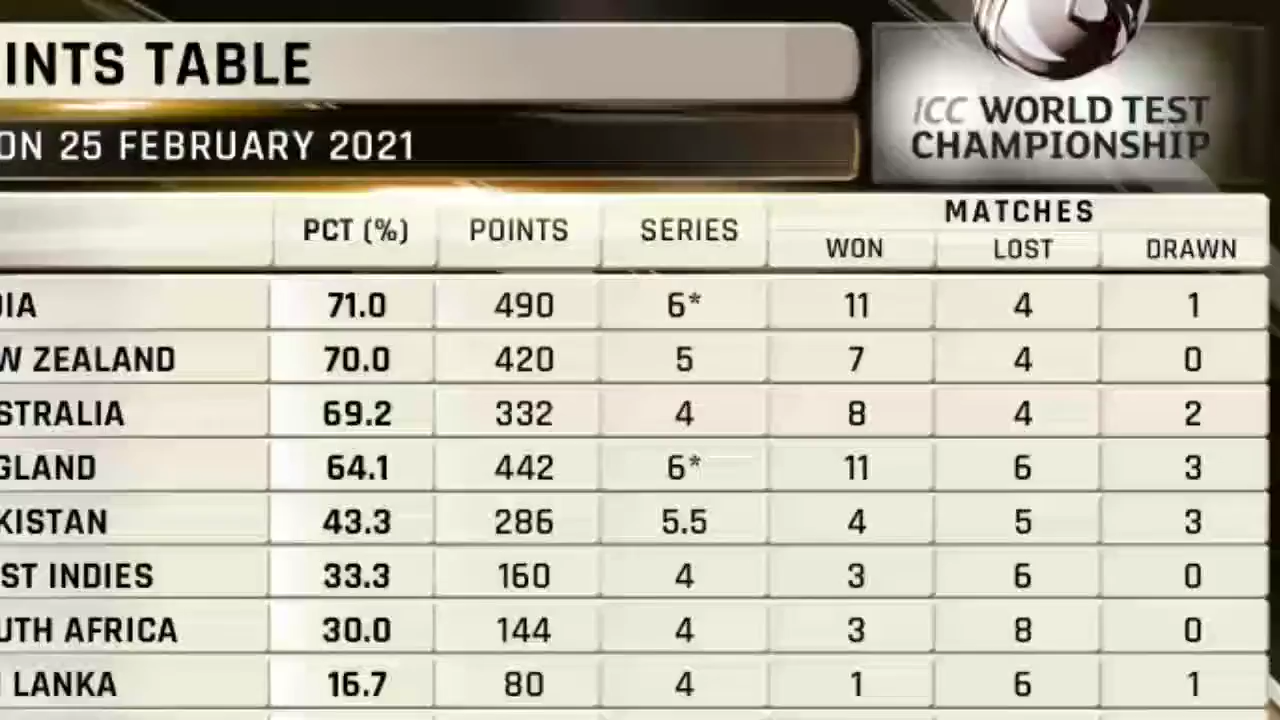 INTS TABLE
ON 25 FEBRUARY 2021
ICC WORLD TEST
CHAMPIONSHIP
MATCHES
PCT (%) POINTS SERIES WON LOST DRAWN
DIA 71.0 490 6* 11 4 1
W ZEALAND 70.0 420 5 7 4 0
STRALIA 69.2 332 4 8 4 2
GLAND 64.1 442 6* 11 6 3
KISTAN 43.3 286 5.5 4 5 3
ST INDIES 33.3 160 4 3 6 0
UTH AFRICA 30.0 144 4 3 8 0
I LANKA 16.7 80 4 1 6 1